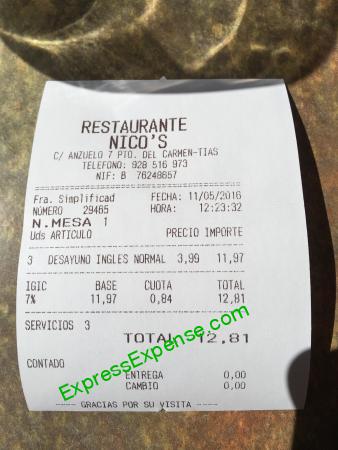 RESTAURANTE
NICO'S
C/ ANZUELO 7 PTO. DEL CARMEN-TIAS
TELEFONO: 928 516 973
NIF: B 76248657
Fra. Simplificad FECHA: 11/05/2016
NÚMERO 29465 HORA: 12:23:32
N.MESA 1
Uds ARTICULO PRECIO IMPORTE
3 DESAYUNO INGLES NORMAL 3,99 11,97
IGIC BASE CUOTA TOTAL
7% 11,97 0,84 12,81
SERVICIOS 3
TOTAL 12,81
ExpressExpense.com
CONTADO
ENTREGA 0,00
CAMBIO 0,00
---- GRACIAS POR SU VISITA ----